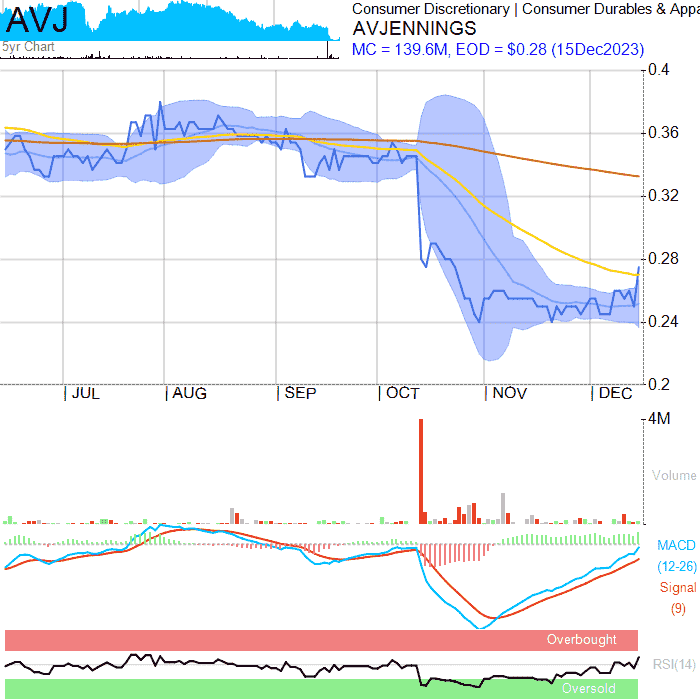 AVJ
5yr Chart
Consumer Discretionary | Consumer Durables & Appa
AVJENNINGS
MC = 139.6M, EOD = $0.28 (15Dec2023)
0.4
0.36
0.32
0.28
0.24
0.2
JUL AUG SEP OCT NOV DEC
4M
Volume
MACD
(12-26)
Signal
(9)
Overbought
RSI(14)
Oversold